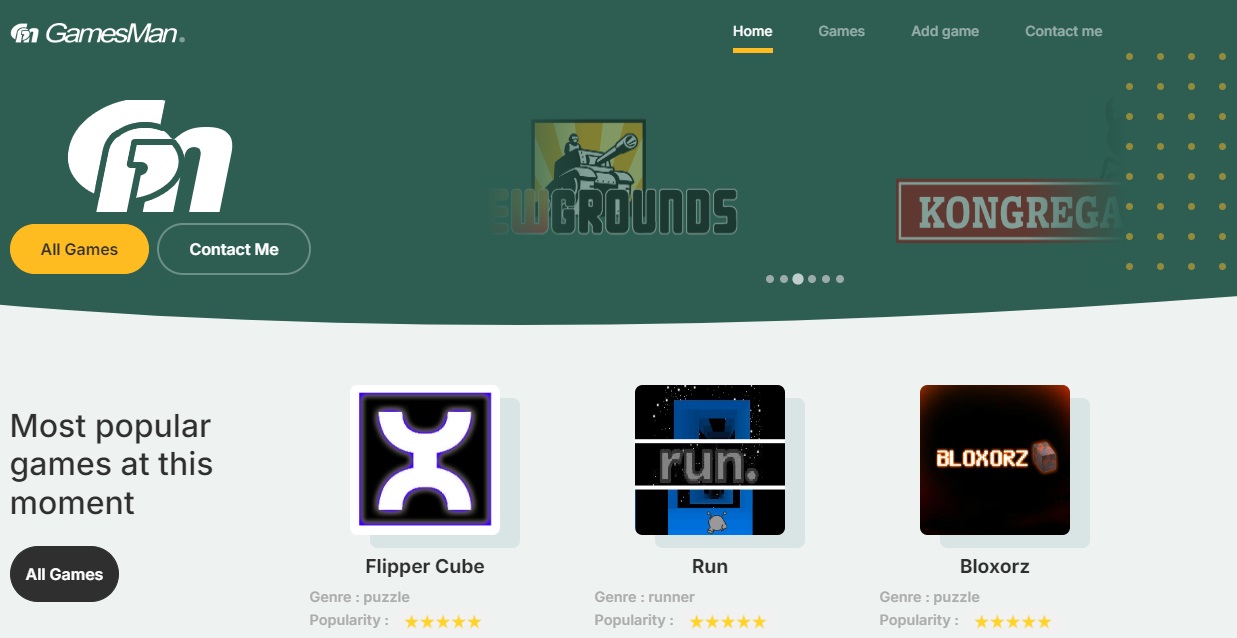 GamesMan
Home
Games
Add game
Contact me
EWGROUNDS
KONGREGA
All Games
Contact Me
Most popular
games at this
moment
All Games
run.
BLOXORZ
Flipper Cube
Run
Bloxorz
Genre : puzzle
Popularity : ★★★★★
Genre : runner
Popularity : ★★★★★
Genre : puzzle
Popularity : ★★★★★